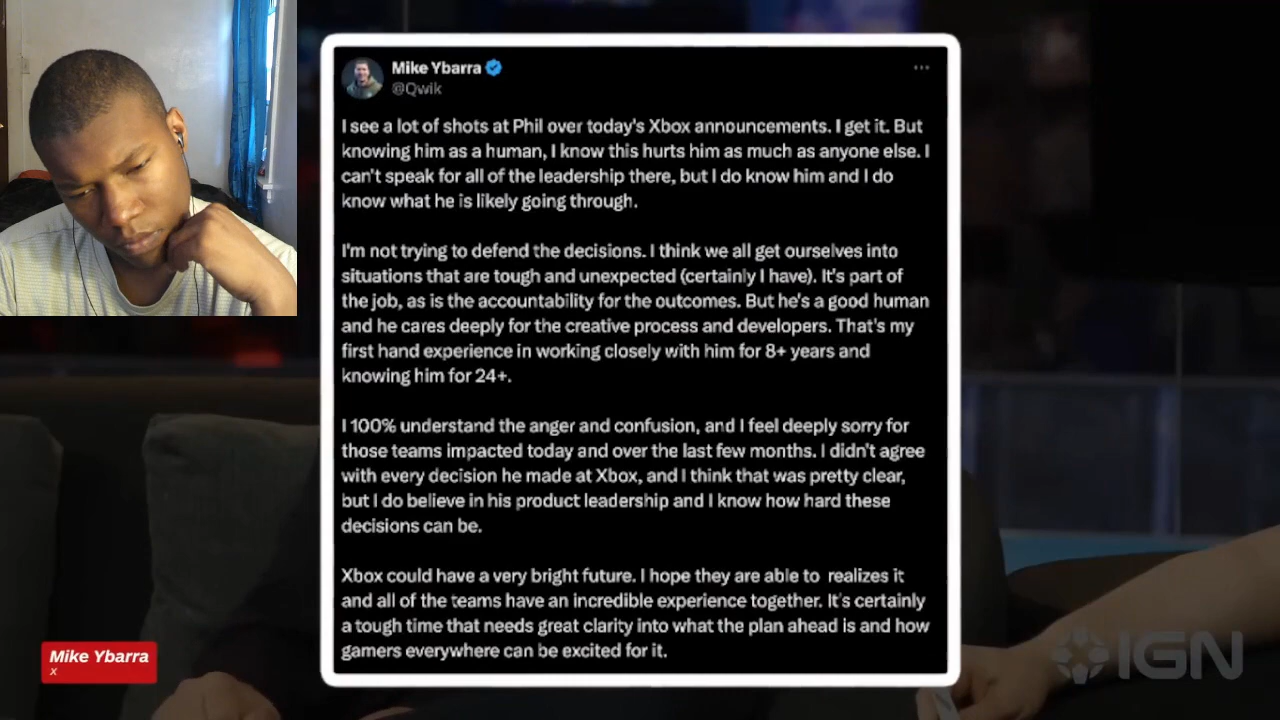 Mike Ybarra
@Qwik
I see a lot of shots at Phil over today's Xbox announcements. I get it. But
knowing him as a human, I know this hurts him as much as anyone else. I
can't speak for all of the leadership there, but I do know him and I do
know what he is likely going through.
I'm not trying to defend the decisions. I think we all get ourselves into
situations that are tough and unexpected (certainly I have). It's part of
the job, as is the accountability for the outcomes. But he's a good human
and he cares deeply for the creative process and developers. That's my
first hand experience in working closely with him for 8+ years and
knowing him for 24+.
I 100% understand the anger and confusion, and I feel deeply sorry for
those teams impacted today and over the last few months. I didn't agree
with every decision he made at Xbox, and I think that was pretty clear,
but I do believe in his product leadership and I know how hard these
decisions can be.
Xbox could have a very bright future. I hope they are able to realizes it
and all of the teams have an incredible experience together. It's certainly
a tough time that needs great clarity into what the plan ahead is and how
gamers everywhere can be excited for it.
Mike Ybarra
X
IGN